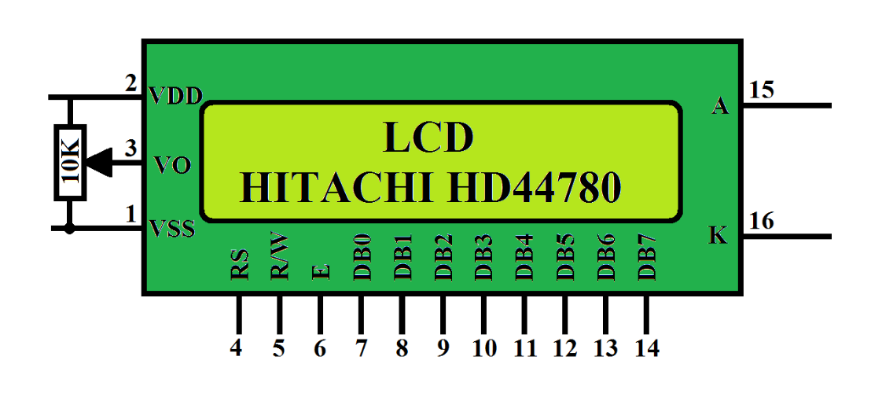 2
VDD
15
A
LCD
3
VO
10K
HITACHI HD44780
1
VSS
16
K
RS R/W E DB0 DB1 DB2 DB3 DB4 DB5 DB6 DB7
4 5 6 7 8 9 10 11 12 13 14